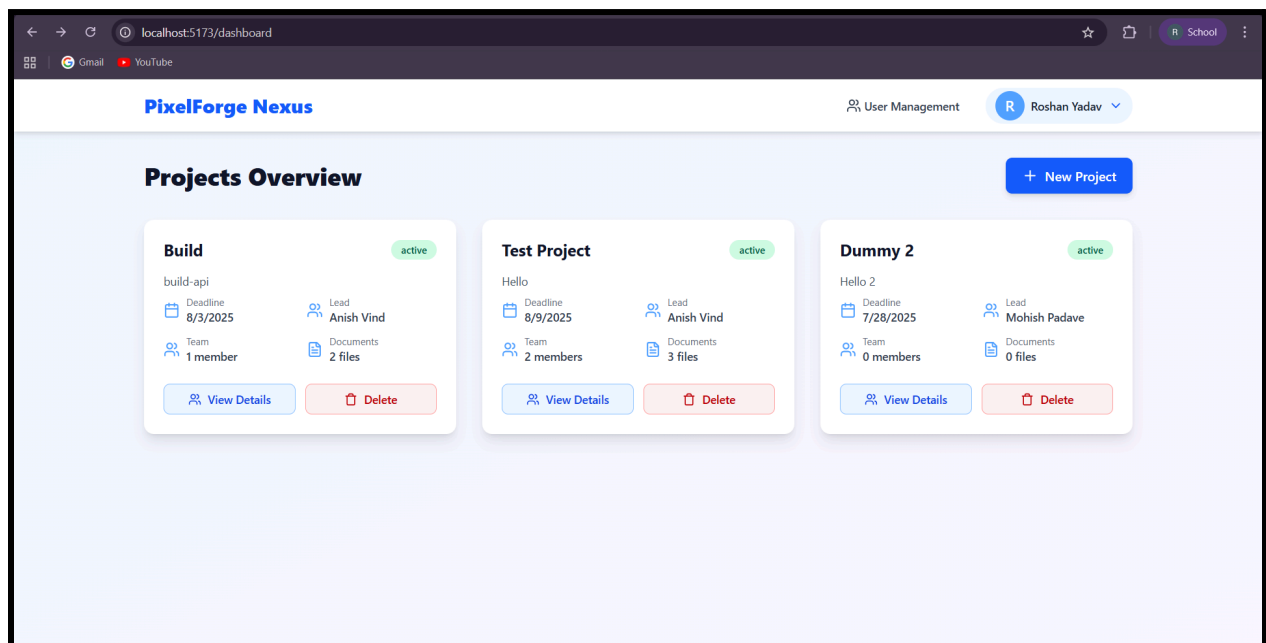 localhost:5173/dashboard
R School
Gmail YouTube
PixelForge Nexus
User Management
R Roshan Yadav
Projects Overview
+ New Project
Build active
build-api
Deadline Lead
8/3/2025 Anish Vind
Team Documents
1 member 2 files
View Details Delete
Test Project active
Hello
Deadline Lead
8/9/2025 Anish Vind
Team Documents
2 members 3 files
View Details Delete
Dummy 2 active
Hello 2
Deadline Lead
7/28/2025 Mohish Padave
Team Documents
0 members 0 files
View Details Delete